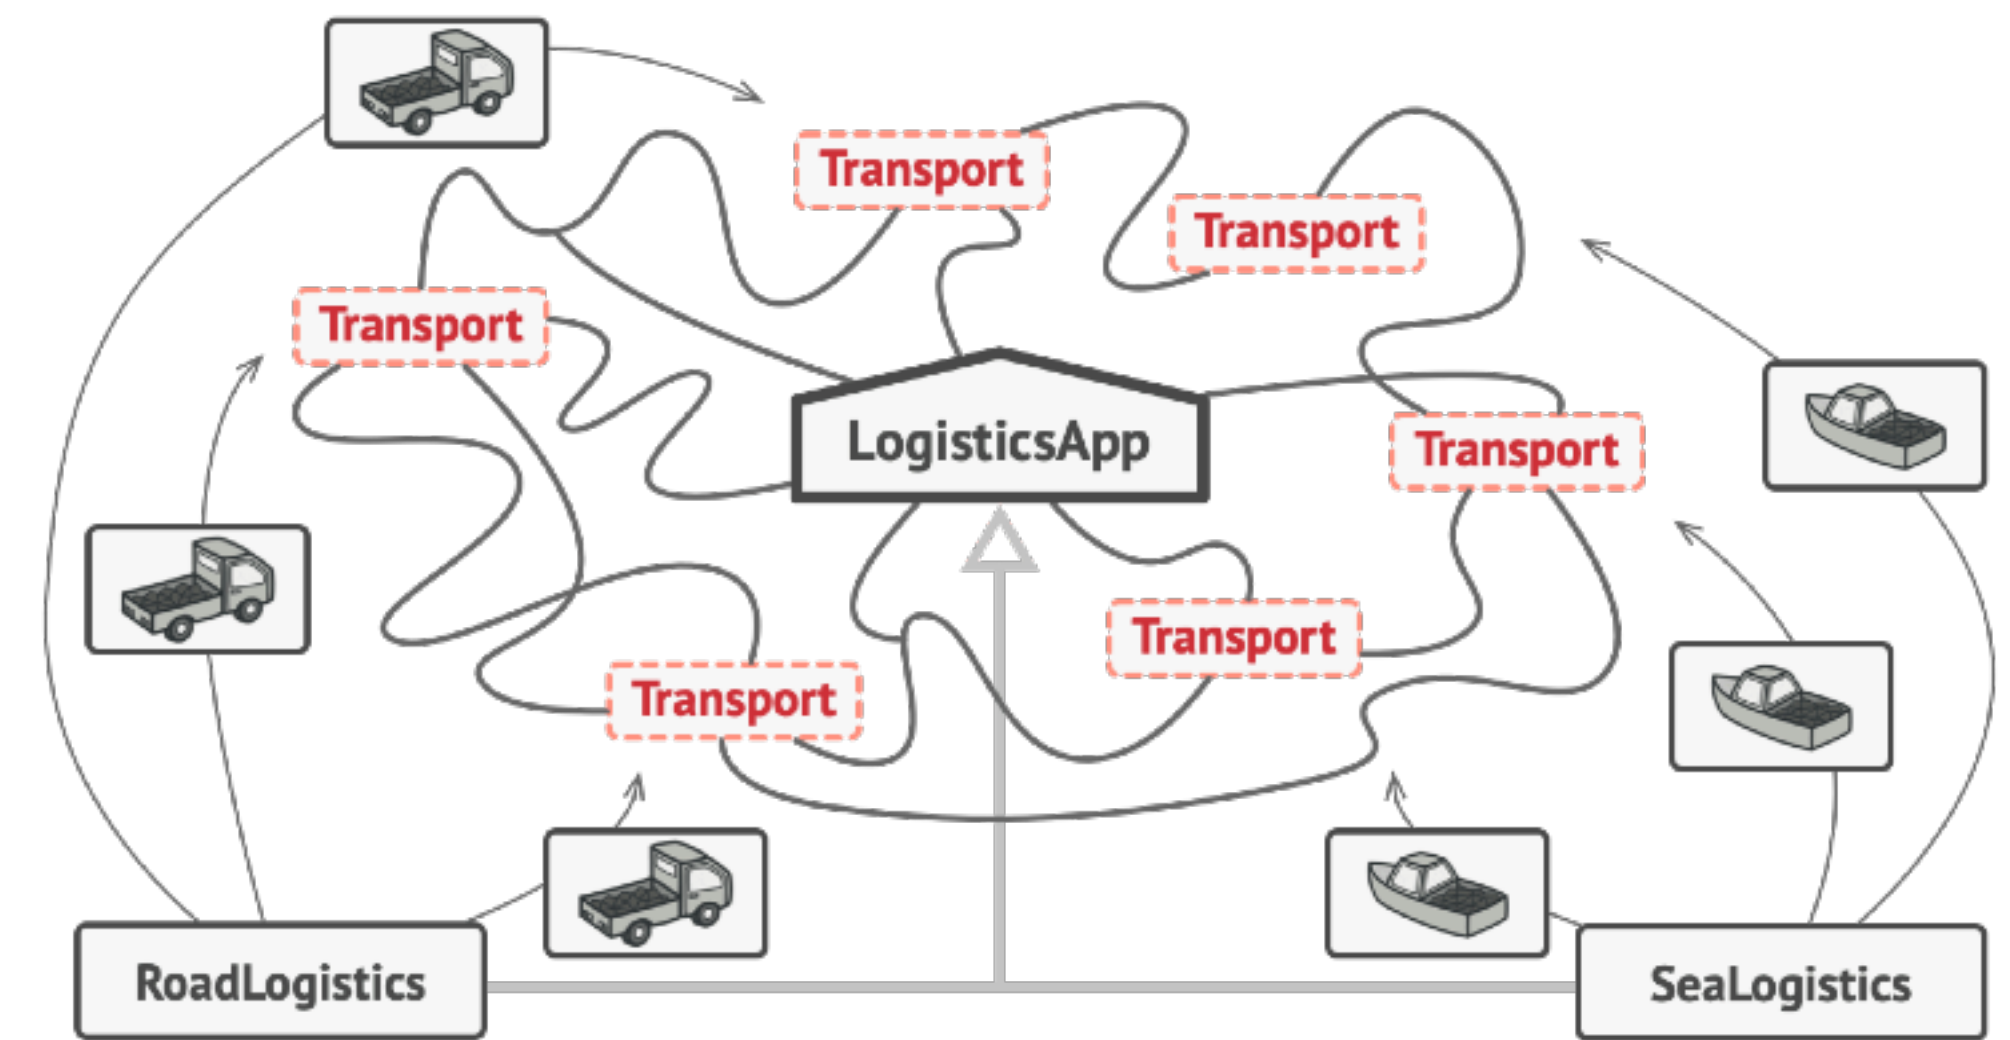 Transport
Transport
Transport
LogisticsApp
Transport
Transport
Transport
RoadLogistics
SeaLogistics